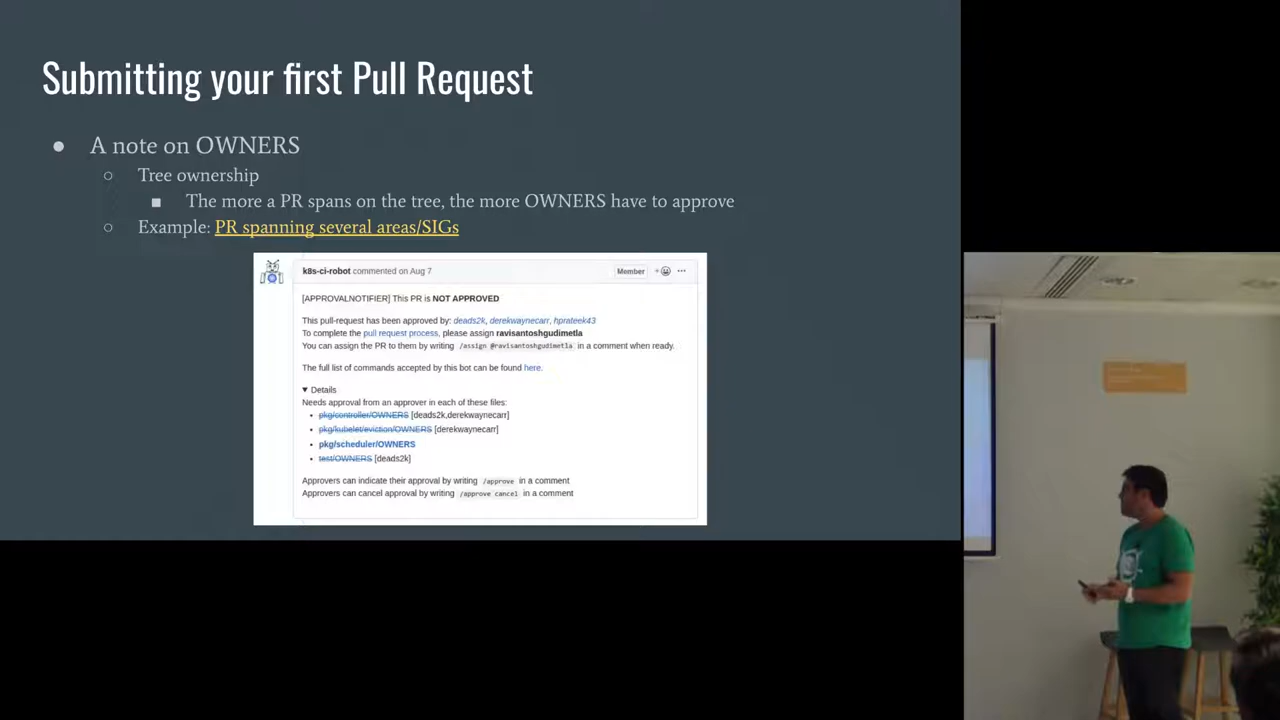 Submitting your first Pull Request
● A note on OWNERS
○ Tree ownership
■ The more a PR spans on the tree, the more OWNERS have to approve
○ Example: PR spanning several areas/SIGs
k8s-ci-robot commented on Aug 7 Member
[APPROVALNOTIFIER] This PR is NOT APPROVED
This pull-request has been approved by: deads2k, derekwaynecarr, hprateek43
To complete the pull request process, please assign ravisantoshgudimetla
You can assign the PR to them by writing /assign @ravisantoshgudimetla in a comment when ready.
The full list of commands accepted by this bot can be found here.
▼ Details
Needs approval from an approver in each of these files:
• pkg/controller/OWNERS [deads2k,derekwaynecarr]
• pkg/kubelet/eviction/OWNERS [derekwaynecarr]
• pkg/scheduler/OWNERS
• test/OWNERS [deads2k]
Approvers can indicate their approval by writing /approve in a comment
Approvers can cancel approval by writing /approve cancel in a comment